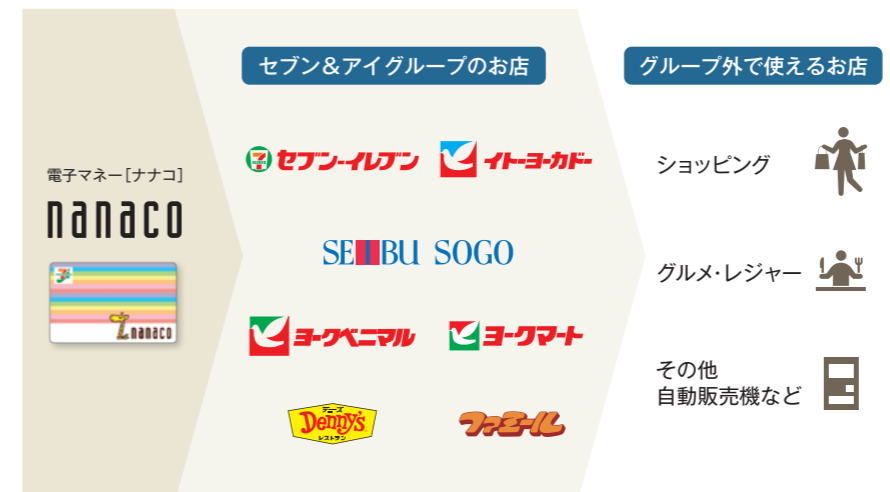 電子マネー[ナナコ]
nanaco
nanaco
セブン&アイグループのお店
セブン-イレブン
イトーヨーカドー
SEIBU SOGO
ヨークベニマル
ヨークマート
デニーズ
Denny's
レストラン
ファミール
グループ外で使えるお店
ショッピング
グルメ・レジャー
その他
自動販売機など